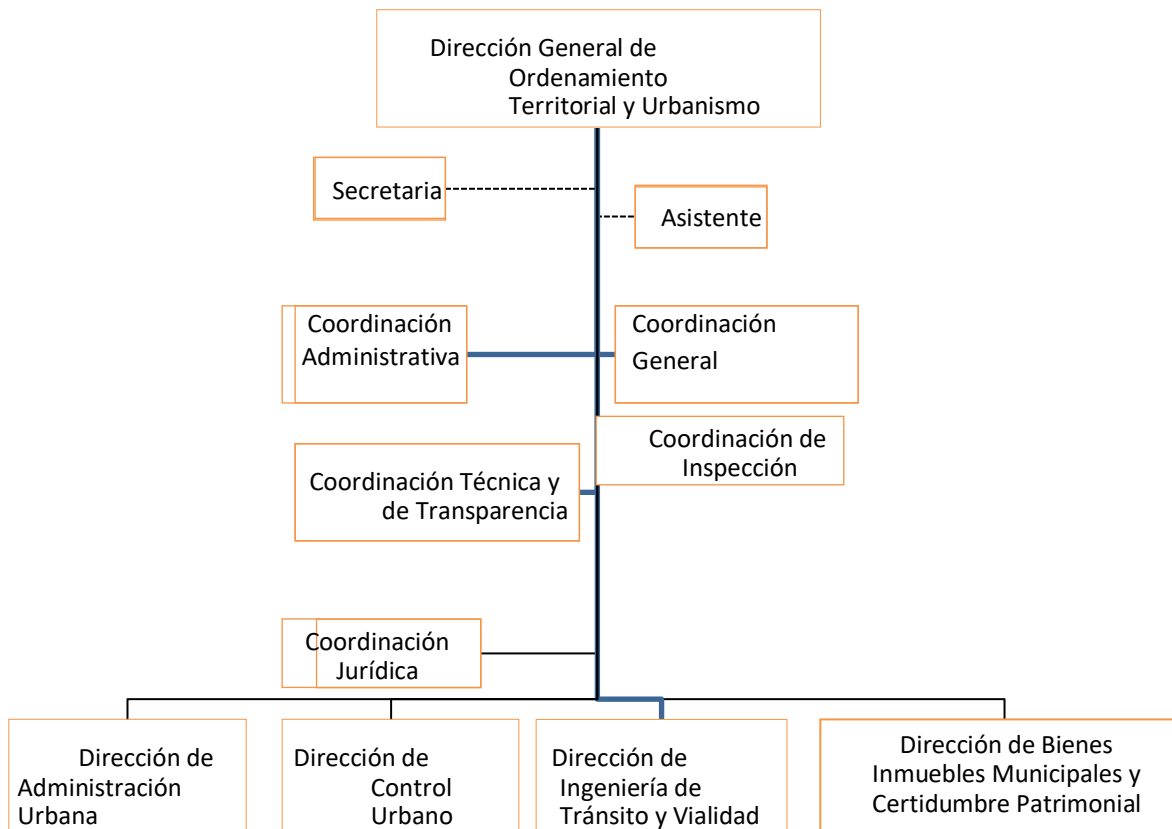 Dirección General de
Ordenamiento
Territorial y Urbanismo
Secretaria
Asistente
Coordinación
Administrativa
Coordinación
General
Coordinación de
Inspección
Coordinación Técnica y
de Transparencia
Coordinación
Jurídica
Dirección de
Administración
Urbana
Dirección de
Control
Urbano
Dirección de
Ingeniería de
Tránsito y Vialidad
Dirección de Bienes
Inmuebles Municipales y
Certidumbre Patrimonial